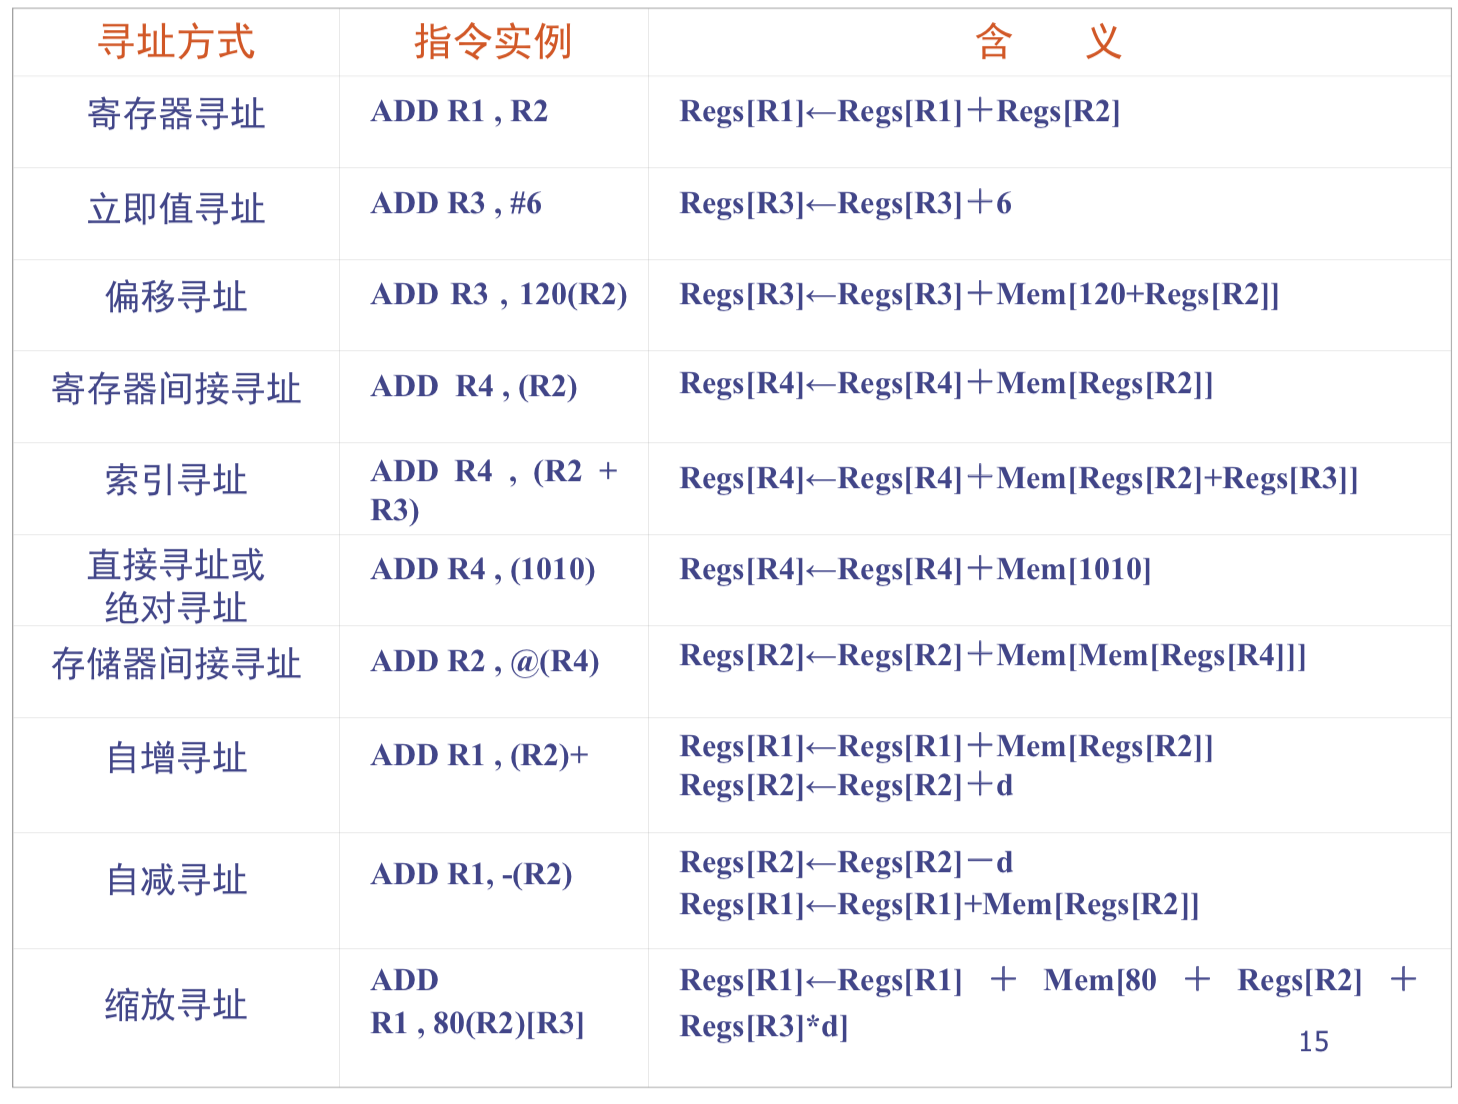 寻址方式 指令实例 含 义
寄存器寻址 ADD R1 , R2 Regs[R1]←Regs[R1]＋Regs[R2]
立即值寻址 ADD R3 , #6 Regs[R3]←Regs[R3]＋6
偏移寻址 ADD R3 , 120(R2) Regs[R3]←Regs[R3]＋Mem[120+Regs[R2]]
寄存器间接寻址 ADD R4 , (R2) Regs[R4]←Regs[R4]＋Mem[Regs[R2]]
索引寻址 ADD R4 , (R2 +
R3) Regs[R4]←Regs[R4]＋Mem[Regs[R2]+Regs[R3]]
直接寻址或
绝对寻址 ADD R4 , (1010) Regs[R4]←Regs[R4]＋Mem[1010]
存储器间接寻址 ADD R2 , @(R4) Regs[R2]←Regs[R2]＋Mem[Mem[Regs[R4]]]
自增寻址 ADD R1 , (R2)+ Regs[R1]←Regs[R1]＋Mem[Regs[R2]]
Regs[R2]←Regs[R2]＋d
自减寻址 ADD R1, -(R2) Regs[R2]←Regs[R2]－d
Regs[R1]←Regs[R1]+Mem[Regs[R2]]
缩放寻址 ADD
R1 , 80(R2)[R3] Regs[R1]←Regs[R1] ＋ Mem[80 ＋ Regs[R2] ＋
Regs[R3]*d]
15